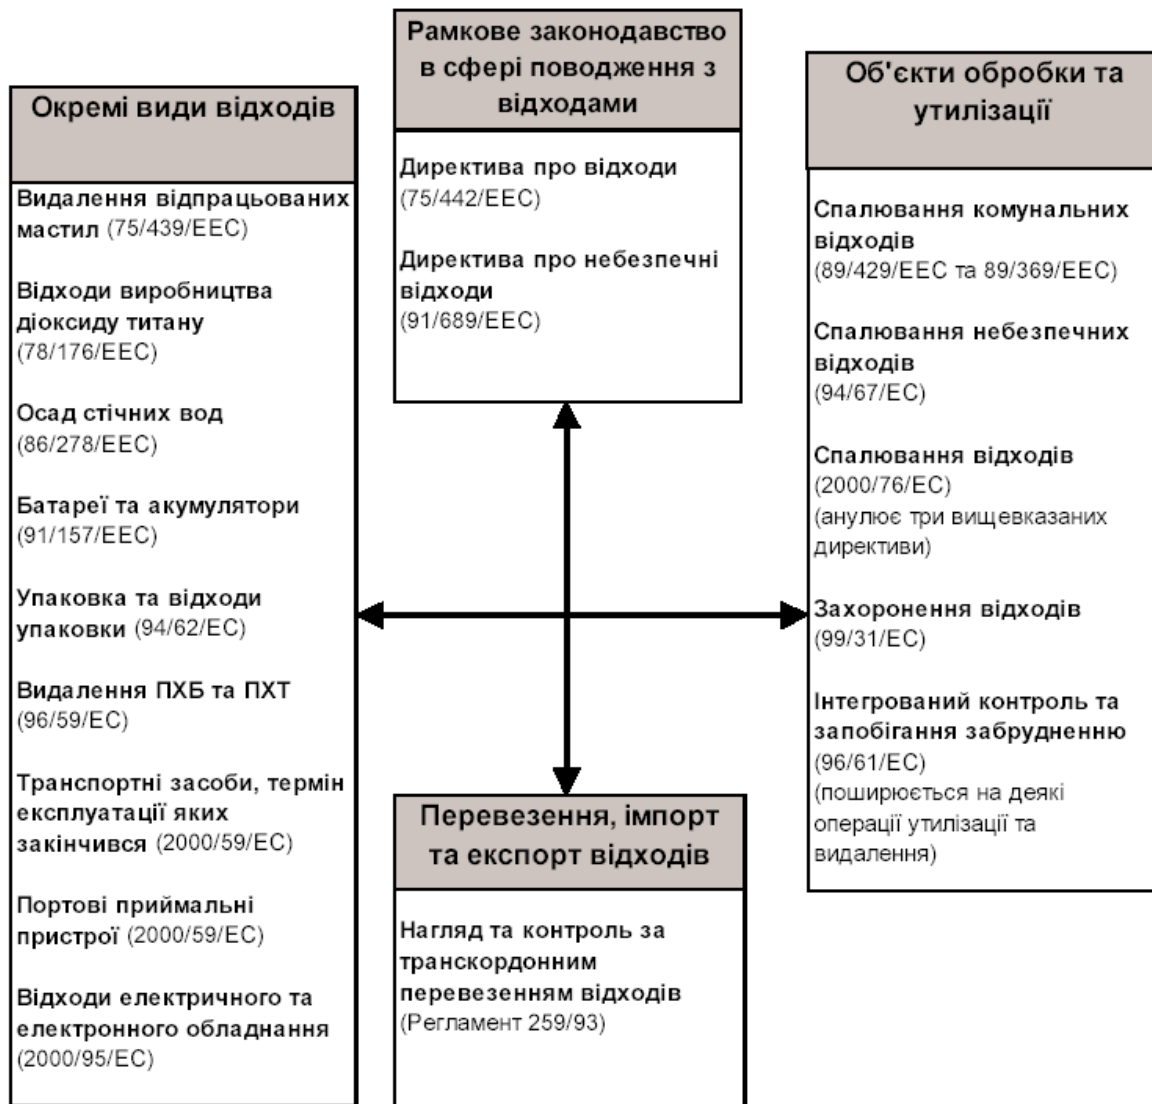 Окремі види відходів
Видалення відпрацьованих
мастил (75/439/EEC)
Відходи виробництва
діоксиду титану
(78/176/EEC)
Осад стічних вод
(86/278/EEC)
Батареї та акумулятори
(91/157/EEC)
Упаковка та відходи
упаковки (94/62/EC)
Видалення ПХБ та ПХТ
(96/59/EC)
Транспортні засоби, термін
експлуатації яких
закінчився (2000/59/EC)
Портові приймальні
пристрої (2000/59/EC)
Відходи електричного та
електронного обладнання
(2000/95/EC)
Рамкове законодавство
в сфері поводження з
відходами
Директива про відходи
(75/442/EEC)
Директива про небезпечні
відходи
(91/689/EEC)
Перевезення, імпорт
та експорт відходів
Нагляд та контроль за
транскордонним
перевезенням відходів
(Регламент 259/93)
Об'єкти обробки та
утилізації
Спалювання комунальних
відходів
(89/429/EEC та 89/369/EEC)
Спалювання небезпечних
відходів
(94/67/EC)
Спалювання відходів
(2000/76/EC)
(анулює три вищевказаних
директиви)
Захоронення відходів
(99/31/EC)
Інтегрований контроль та
запобігання забрудненню
(96/61/EC)
(поширюється на деякі
операції утилізації та
видалення)